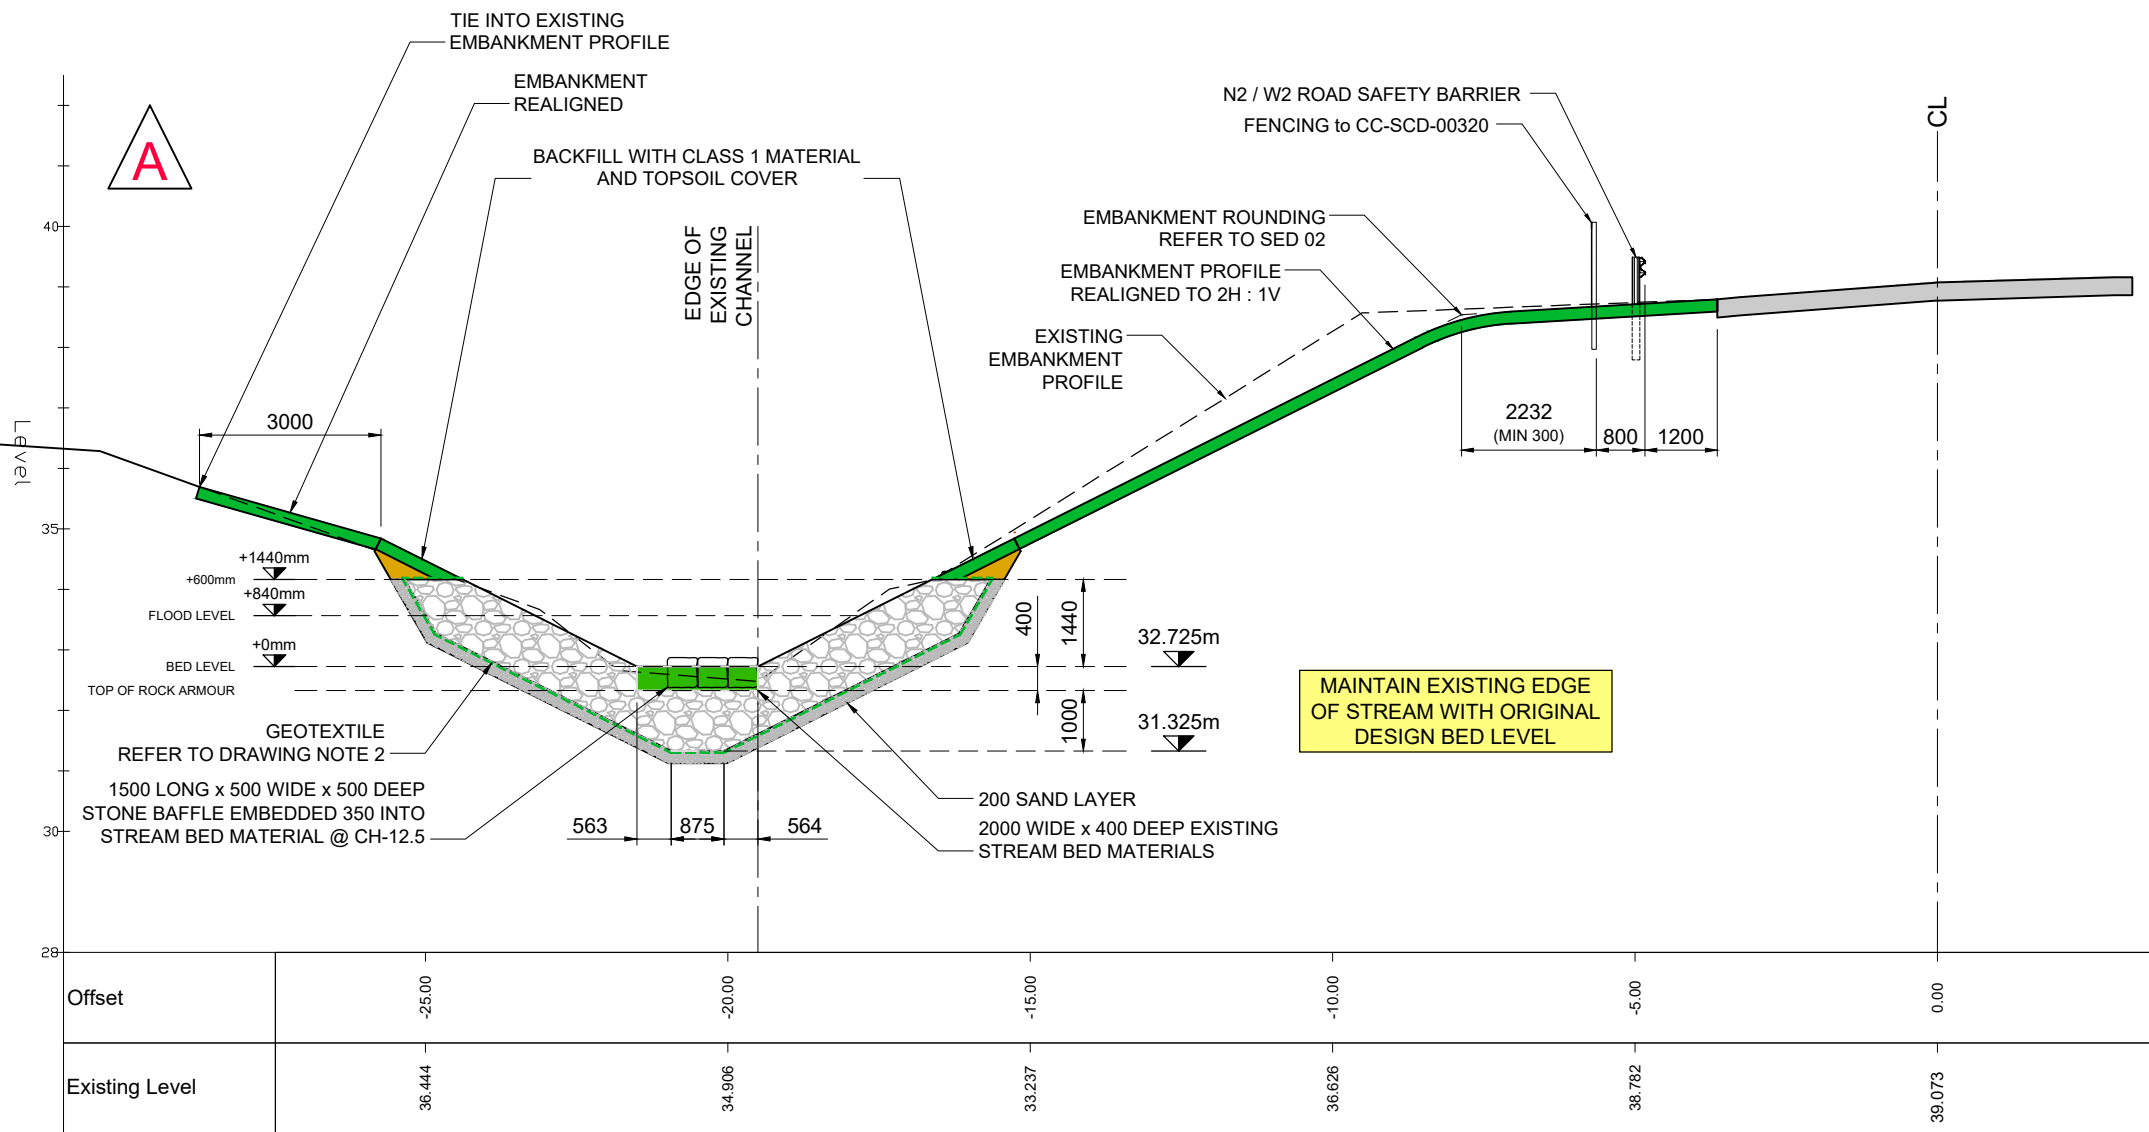 TIE INTO EXISTING
EMBANKMENT PROFILE
EMBANKMENT
REALIGNED
A
BACKFILL WITH CLASS 1 MATERIAL
AND TOPSOIL COVER
EDGE OF
EXISTING
CHANNEL
N2 / W2 ROAD SAFETY BARRIER
FENCING to CC-SCD-00320
CL
EMBANKMENT ROUNDING
REFER TO SED 02
EMBANKMENT PROFILE
REALIGNED TO 2H : 1V
EXISTING
EMBANKMENT
PROFILE
40
35
30
28
Level
3000
2232
(MIN 300)
800
1200
+1440mm
+600mm
+840mm
FLOOD LEVEL
+0mm
BED LEVEL
TOP OF ROCK ARMOUR
400
1440
1000
32.725m
31.325m
MAINTAIN EXISTING EDGE
OF STREAM WITH ORIGINAL
DESIGN BED LEVEL
GEOTEXTILE
REFER TO DRAWING NOTE 2
1500 LONG x 500 WIDE x 500 DEEP
STONE BAFFLE EMBEDDED 350 INTO
STREAM BED MATERIAL @ CH-12.5
563
875
564
200 SAND LAYER
2000 WIDE x 400 DEEP EXISTING
STREAM BED MATERIALS
Offset
-25.00
-20.00
-15.00
-10.00
-5.00
0.00
Existing Level
36.444
34.906
33.237
36.626
38.782
39.073